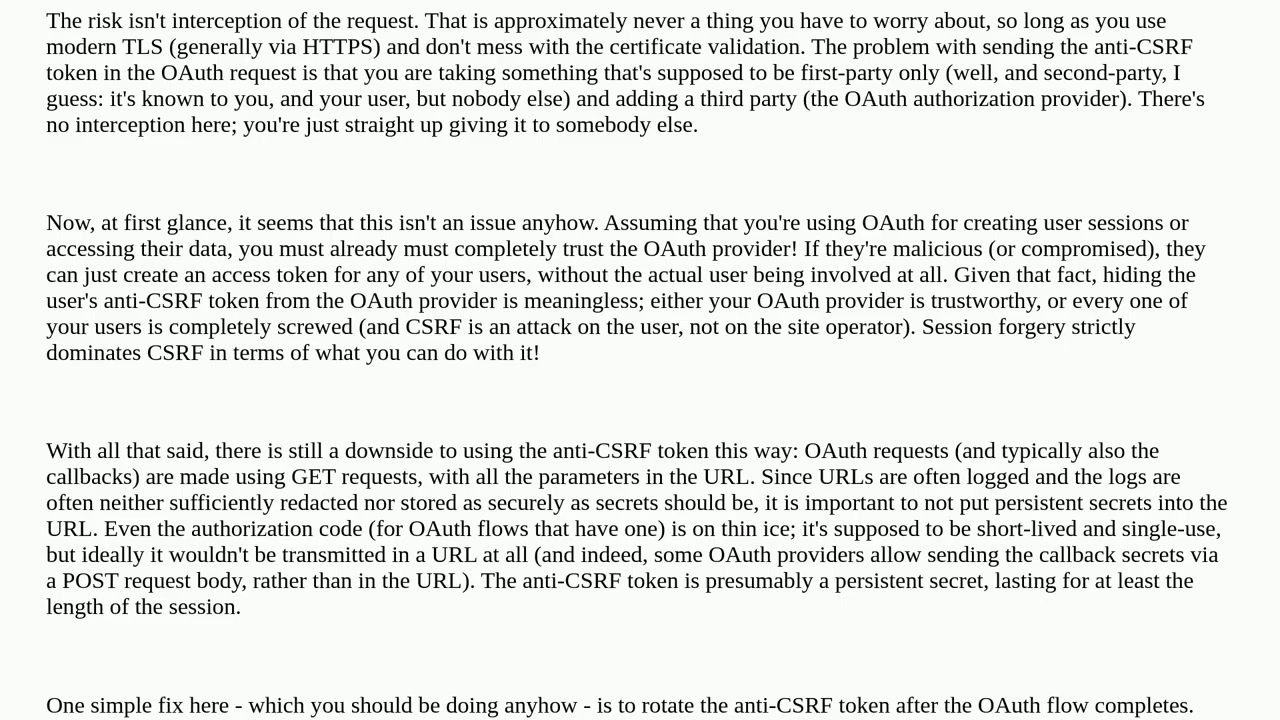 The risk isn't interception of the request. That is approximately never a thing you have to worry about, so long as you use
modern TLS (generally via HTTPS) and don't mess with the certificate validation. The problem with sending the anti-CSRF
token in the OAuth request is that you are taking something that's supposed to be first-party only (well, and second-party, I
guess: it's known to you, and your user, but nobody else) and adding a third party (the OAuth authorization provider). There's
no interception here; you're just straight up giving it to somebody else.
Now, at first glance, it seems that this isn't an issue anyhow. Assuming that you're using OAuth for creating user sessions or
accessing their data, you must already must completely trust the OAuth provider! If they're malicious (or compromised), they
can just create an access token for any of your users, without the actual user being involved at all. Given that fact, hiding the
user's anti-CSRF token from the OAuth provider is meaningless; either your OAuth provider is trustworthy, or every one of
your users is completely screwed (and CSRF is an attack on the user, not on the site operator). Session forgery strictly
dominates CSRF in terms of what you can do with it!
With all that said, there is still a downside to using the anti-CSRF token this way: OAuth requests (and typically also the
callbacks) are made using GET requests, with all the parameters in the URL. Since URLs are often logged and the logs are
often neither sufficiently redacted nor stored as securely as secrets should be, it is important to not put persistent secrets into the
URL. Even the authorization code (for OAuth flows that have one) is on thin ice; it's supposed to be short-lived and single-use,
but ideally it wouldn't be transmitted in a URL at all (and indeed, some OAuth providers allow sending the callback secrets via
a POST request body, rather than in the URL). The anti-CSRF token is presumably a persistent secret, lasting for at least the
length of the session.
One simple fix here - which you should be doing anyhow - is to rotate the anti-CSRF token after the OAuth flow completes.